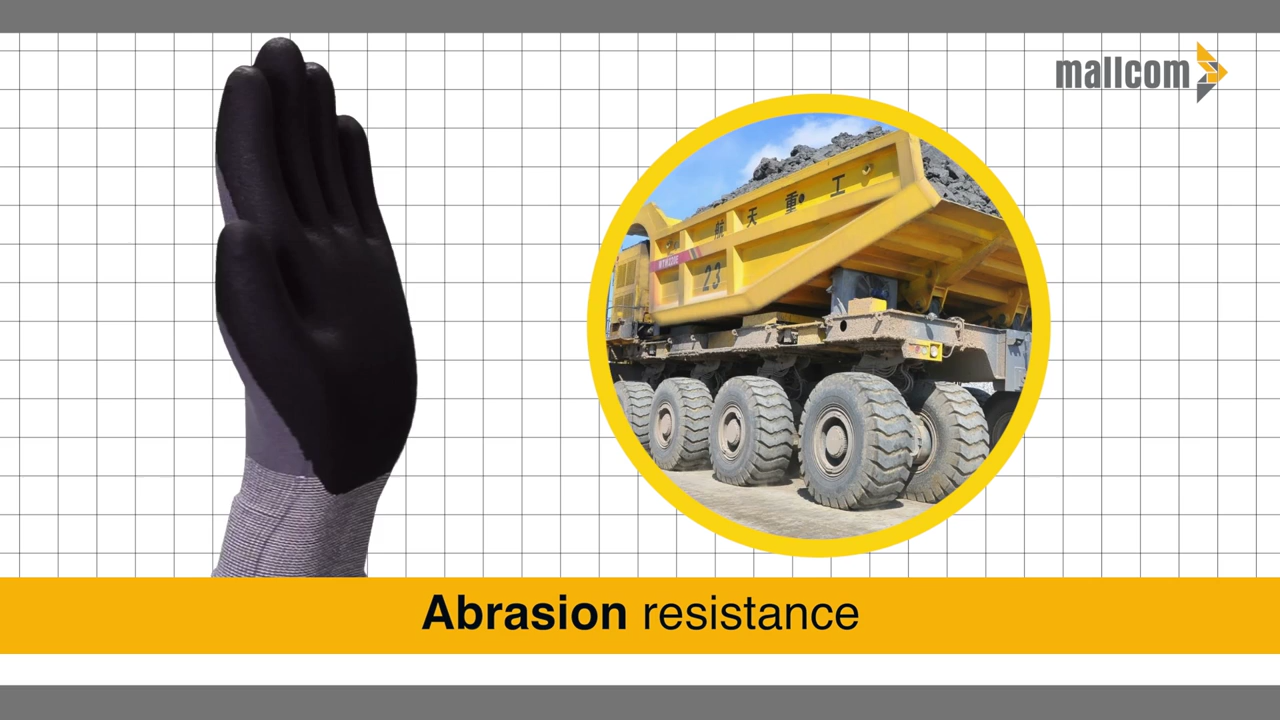 mallcom
航天重工
23
Abrasion resistance